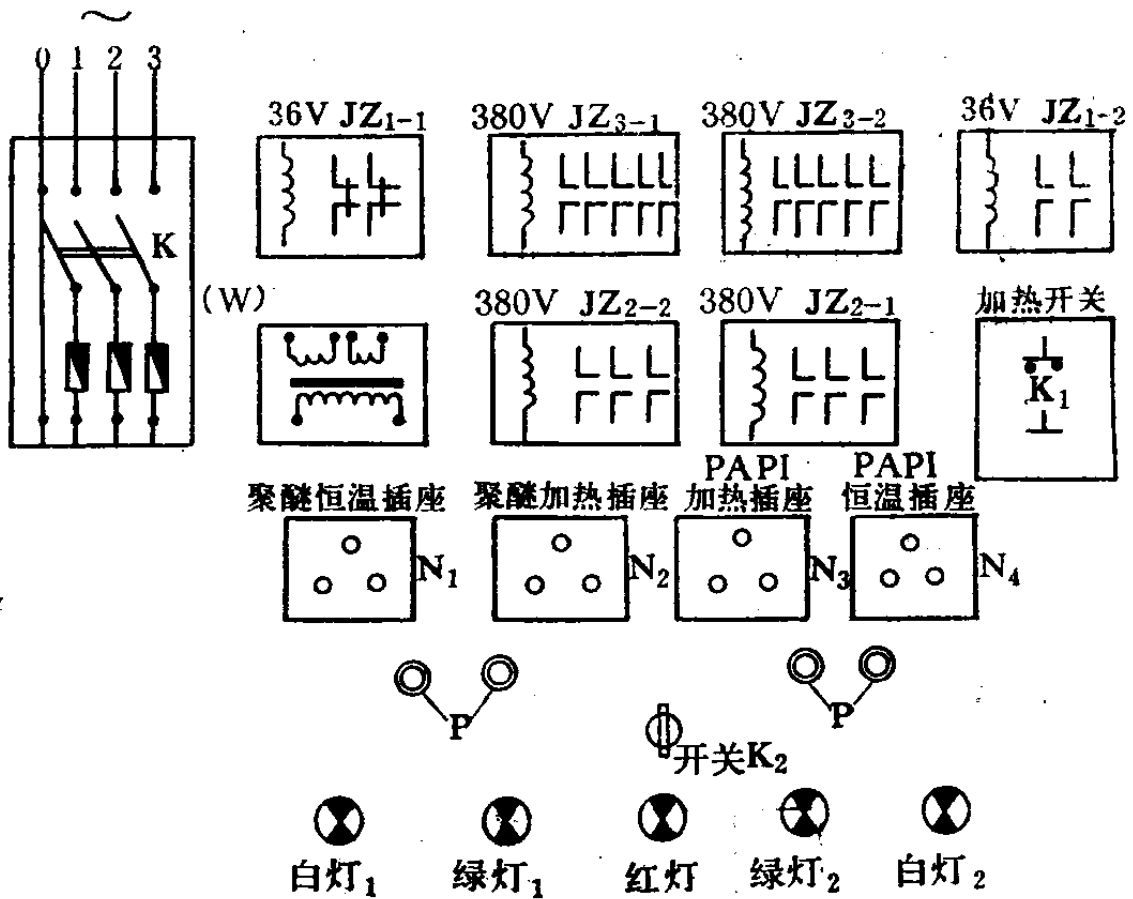 ～
0 1 2 3
36V JZ₁₋₁
380V JZ₃₋₁
380V JZ₃₋₂
36V JZ₁₋₂
K
(W)
380V JZ₂₋₂
380V JZ₂₋₁
加热开关
K₁
聚醚恒温插座
聚醚加热插座
PAPI
加热插座
PAPI
恒温插座
N₁
N₂
N₃
N₄
P
P
开关K₂
白灯₁
绿灯₁
红灯
绿灯₂
白灯₂